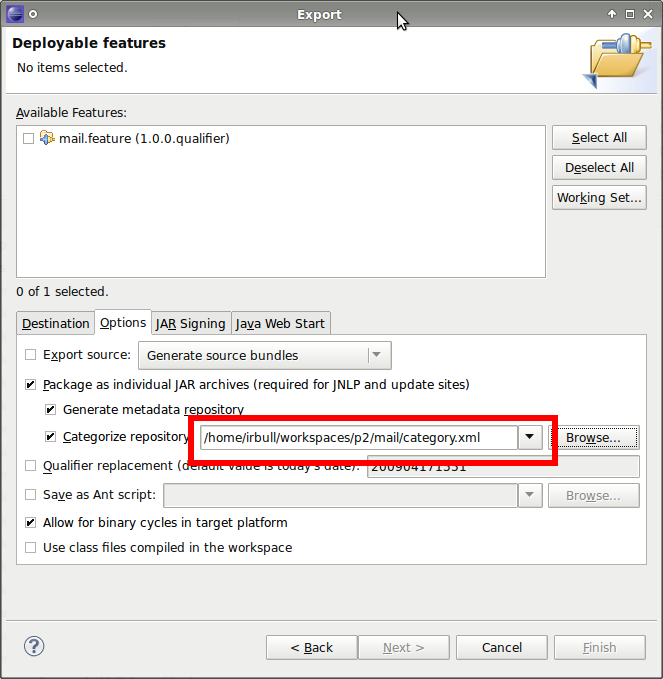 Export
Deployable features
No items selected.
Available Features:
mail.feature (1.0.0.qualifier)
Select All
Deselect All
Working Set...
0 of 1 selected.
Destination Options JAR Signing Java Web Start
Export source: Generate source bundles
Package as individual JAR archives (required for JNLP and update sites)
Generate metadata repository
Categorize repository /home/irbull/workspaces/p2/mail/category.xml Browse...
Qualifier replacement (default value is today's date): 200904171551
Save as Ant script: Browse...
Allow for binary cycles in target platform
Use class files compiled in the workspace
? < Back Next > Cancel Finish